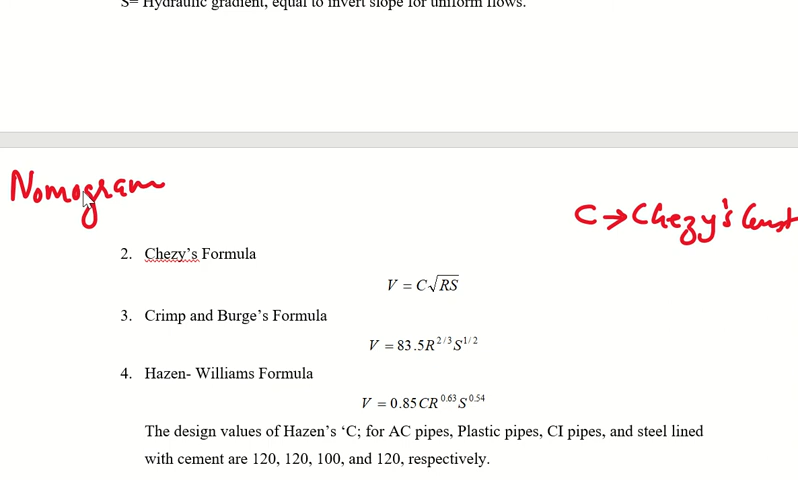 S= Hydraulic gradient, equal to invert slope for uniform flows.
Nomogram
C → Chezy's Const
2. Chezy's Formula
V = C√RS
3. Crimp and Burge's Formula
V = 83.5R^2/3 S^1/2
4. Hazen- Williams Formula
V = 0.85CR^0.63 S^0.54
The design values of Hazen's ‘C; for AC pipes, Plastic pipes, CI pipes, and steel lined
with cement are 120, 120, 100, and 120, respectively.